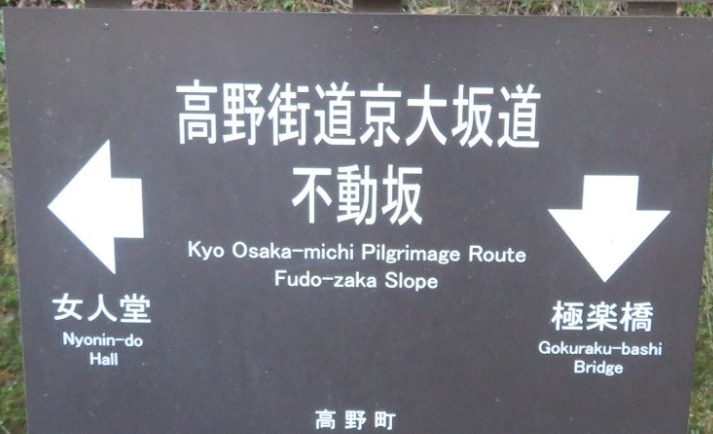 高野街道京大坂道
不動坂
Kyo Osaka-michi Pilgrimage Route
Fudo-zaka Slope
女人堂
Nyonin-do
Hall
極楽橋
Gokuraku-bashi
Bridge
高野町